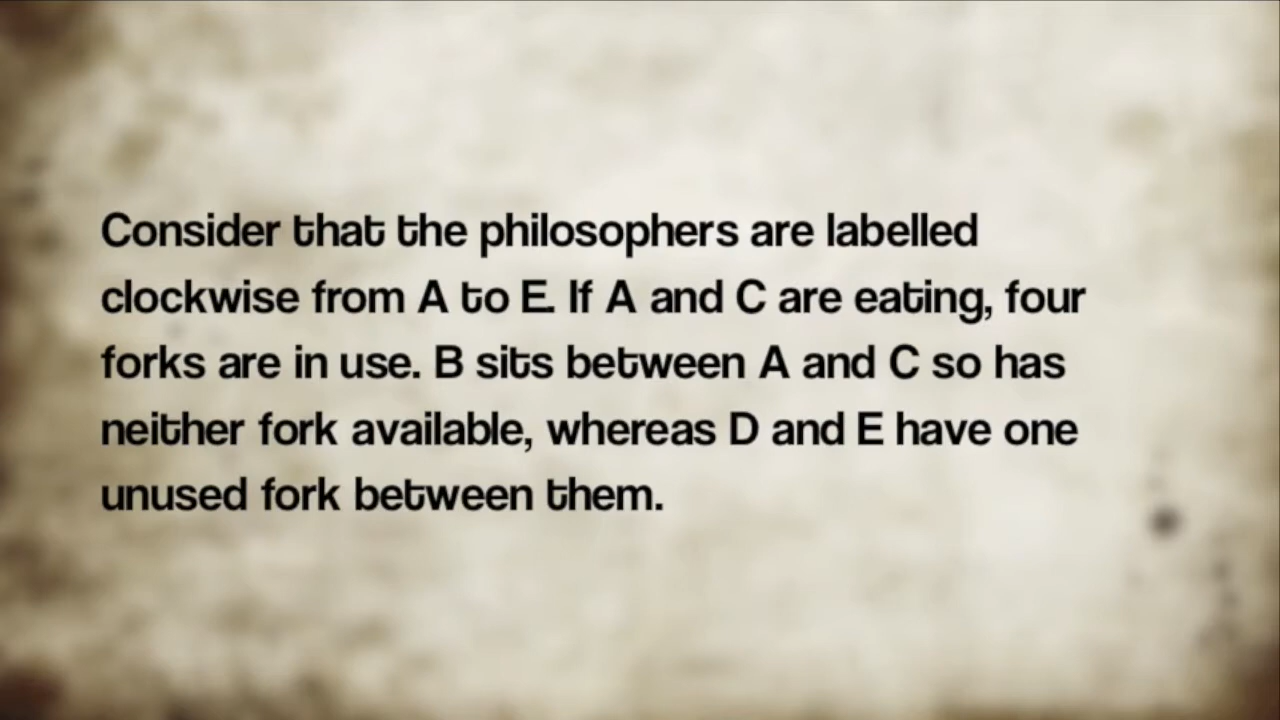 Consider that the philosophers are labelled
clockwise from A to E. If A and C are eating, four
forks are in use. B sits between A and C so has
neither fork available, whereas D and E have one
unused fork between them.